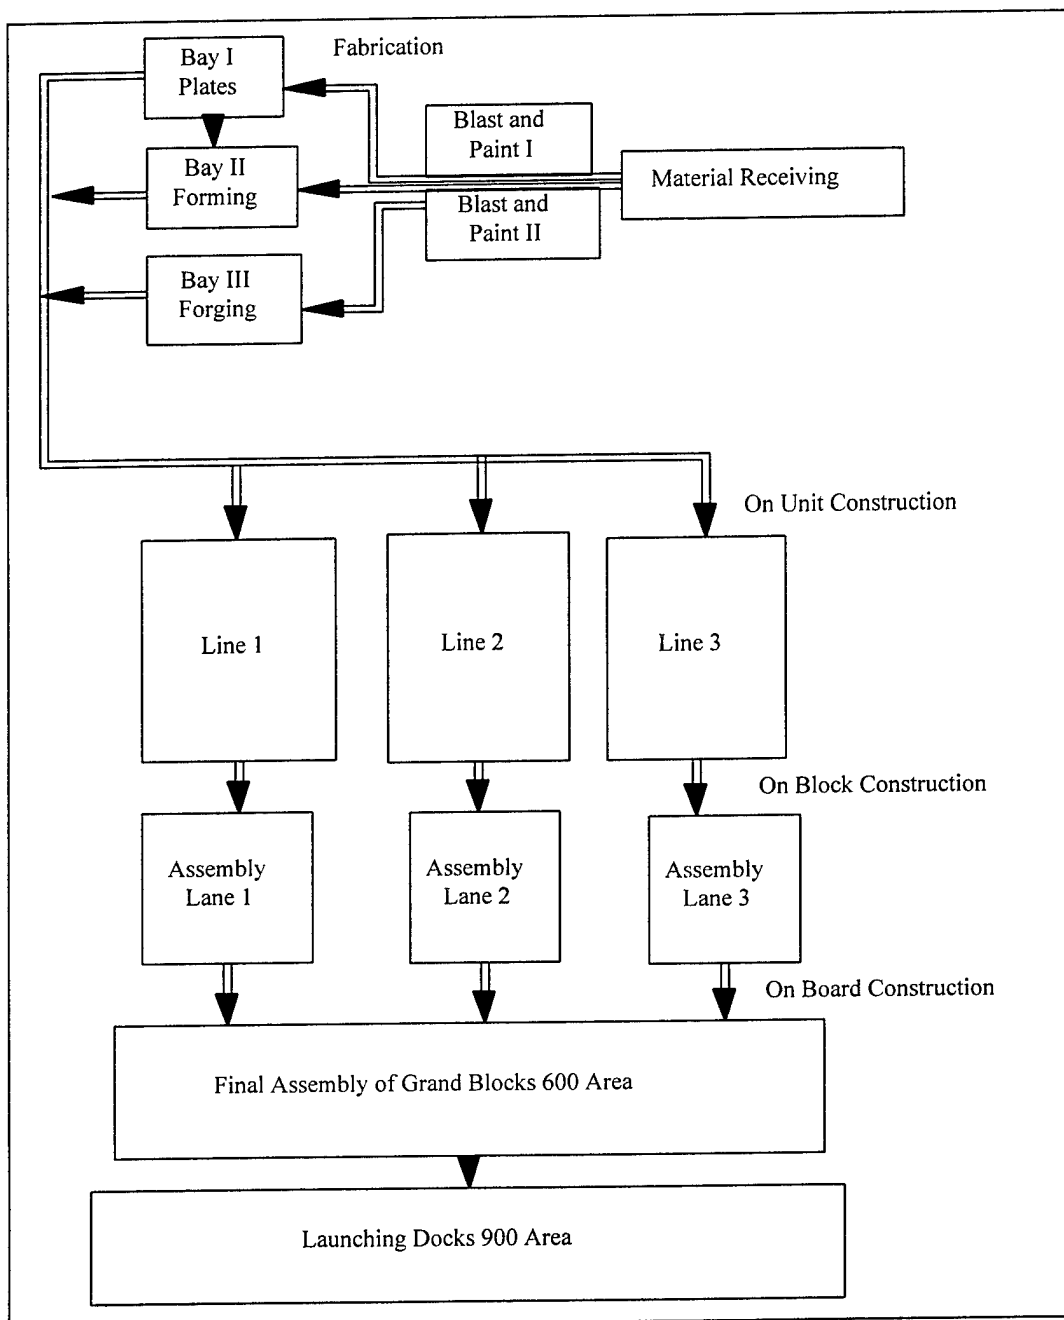 Fabrication
Bay I
Plates
Blast and
Paint I
Material Receiving
Bay II
Forming
Blast and
Paint II
Bay III
Forging
On Unit Construction
Line 1
Line 2
Line 3
On Block Construction
Assembly
Lane 1
Assembly
Lane 2
Assembly
Lane 3
On Board Construction
Final Assembly of Grand Blocks 600 Area
Launching Docks 900 Area